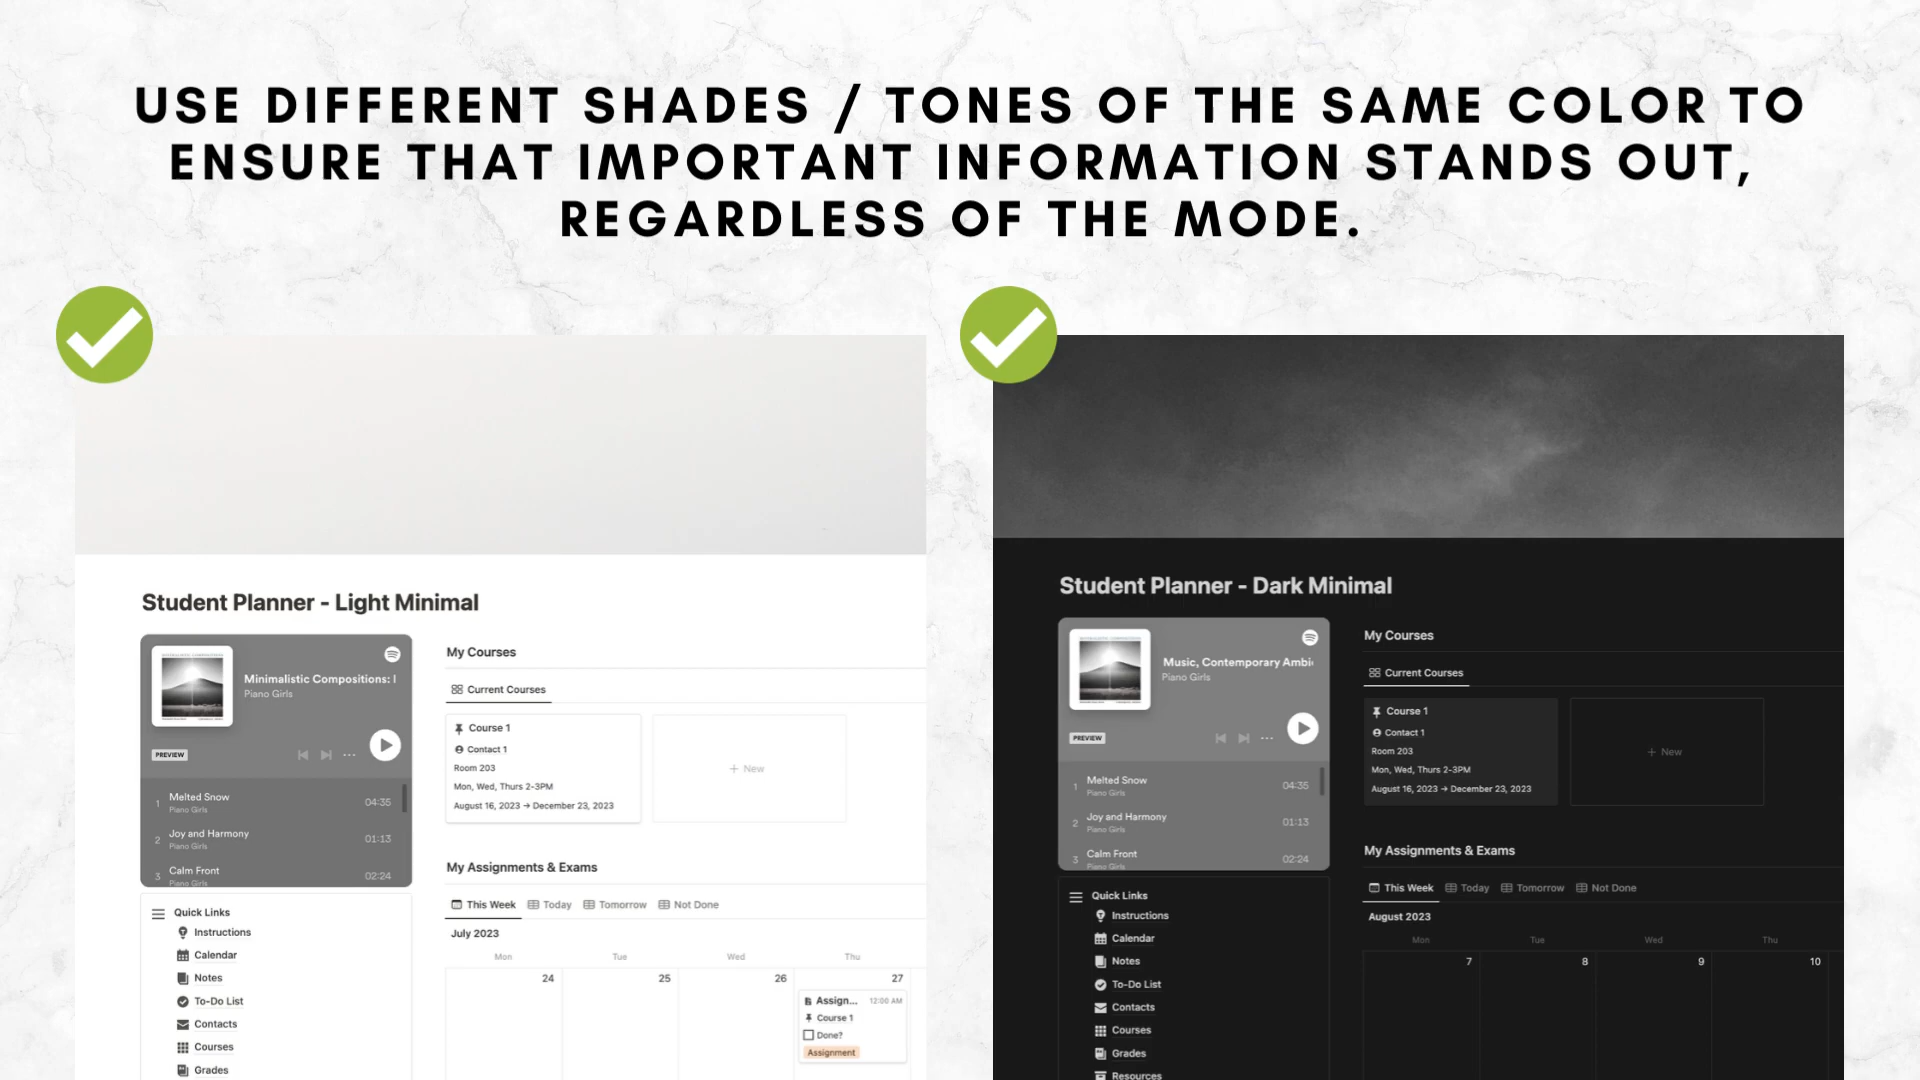 USE DIFFERENT SHADES / TONES OF THE SAME COLOR TO
ENSURE THAT IMPORTANT INFORMATION STANDS OUT,
REGARDLESS OF THE MODE.
Student Planner - Light Minimal
Minimalistic Compositions:
Piano Girls
PREVIEW
1 Melted Snow 04:35
Piano Girls
2 Joy and Harmony 01:13
Piano Girls
3 Calm Front 02:24
Piano Girls
Quick Links
Instructions
Calendar
Notes
To-Do List
Contacts
Courses
Grades
My Courses
Current Courses
Course 1
Contact 1
Room 203
Mon, Wed, Thurs 2-3PM
August 16, 2023 → December 23, 2023
+ New
My Assignments & Exams
This Week Today Tomorrow Not Done
July 2023
Mon Tue Wed Thu
24 25 26 27
Assign... 12:00 AM
Course 1
Done?
Assignment
Student Planner - Dark Minimal
Music, Contemporary Ambi
Piano Girls
PREVIEW
1 Melted Snow 04:35
Piano Girls
2 Joy and Harmony 01:13
Piano Girls
3 Calm Front 02:24
Piano Girls
Quick Links
Instructions
Calendar
Notes
To-Do List
Contacts
Courses
Grades
Resources
My Courses
Current Courses
Course 1
Contact 1
Room 203
Mon, Wed, Thurs 2-3PM
August 16, 2023 → December 23, 2023
+ New
My Assignments & Exams
This Week Today Tomorrow Not Done
August 2023
Mon Tue Wed Thu
7 8 9 10